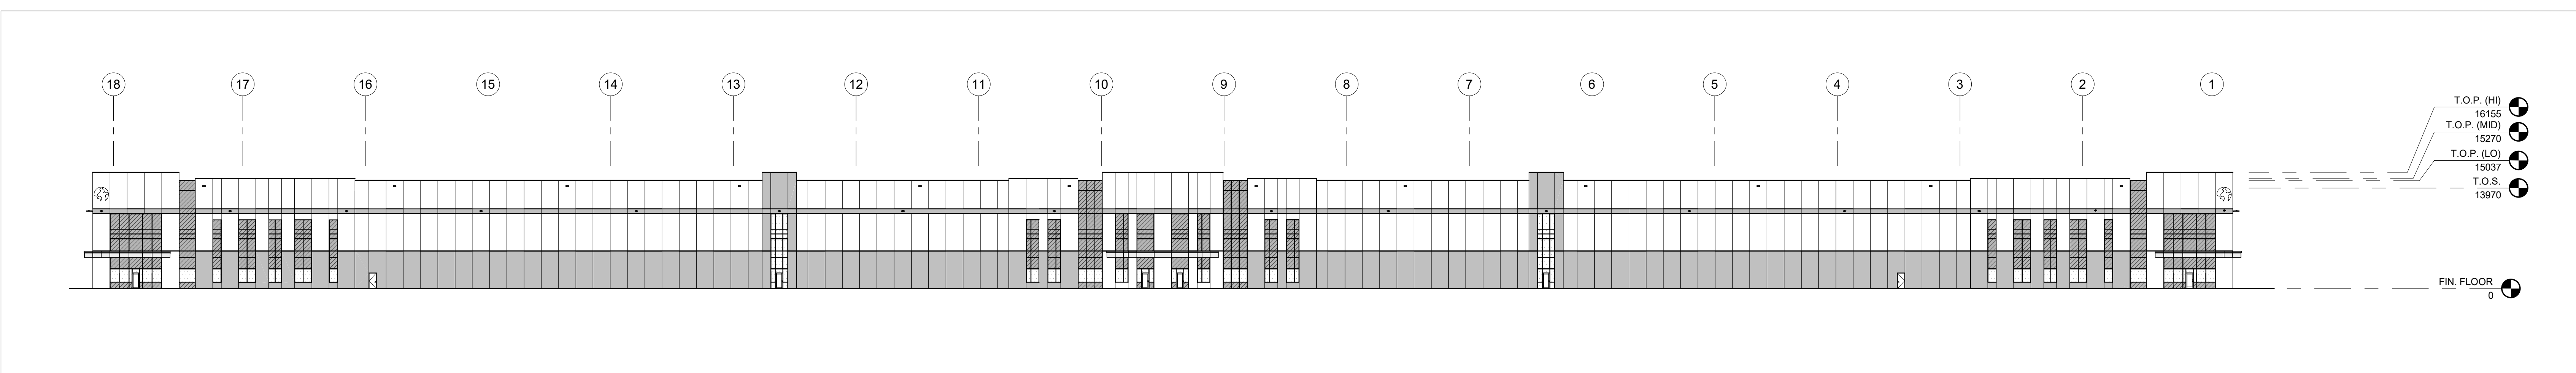 18 17 16 15 14 13 12 11 10 9 8 7 6 5 4 3 2 1
T.O.P. (HI)
16155
T.O.P. (MID)
15270
T.O.P. (LO)
15037
T.O.S.
13970
FIN. FLOOR
0